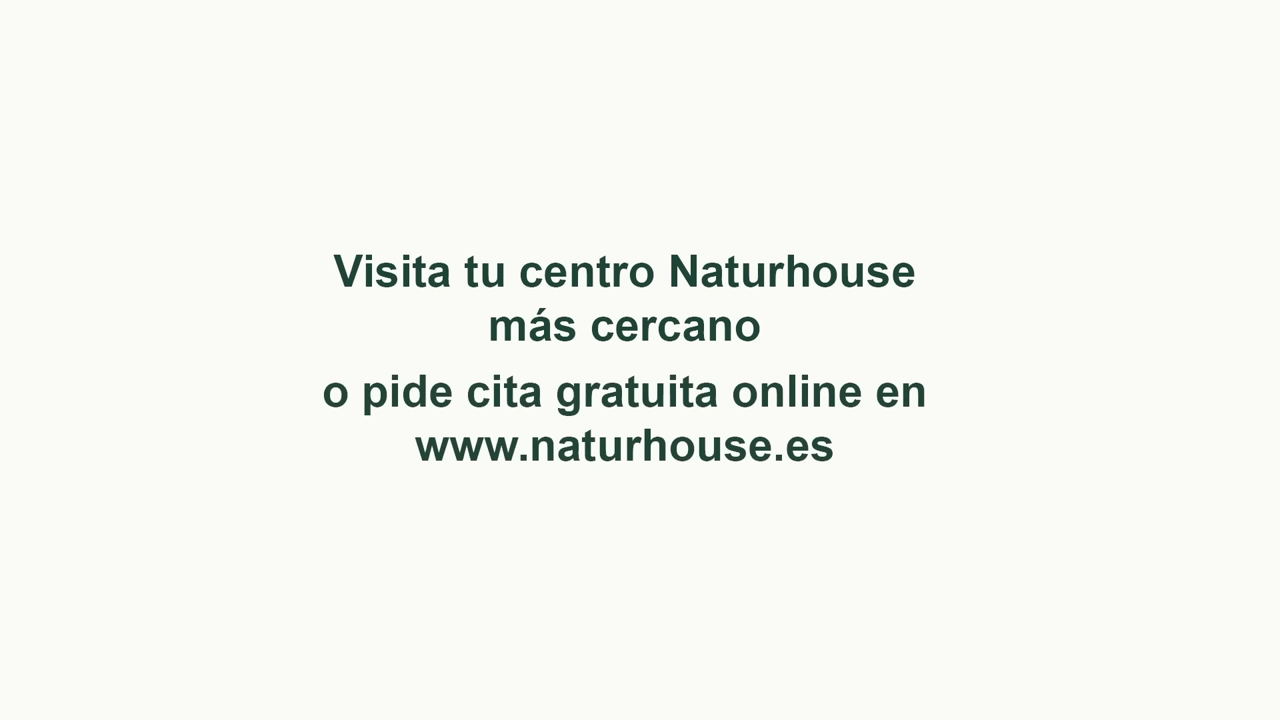 Visita tu centro Naturhouse
más cercano
o pide cita gratuita online en
www.naturhouse.es